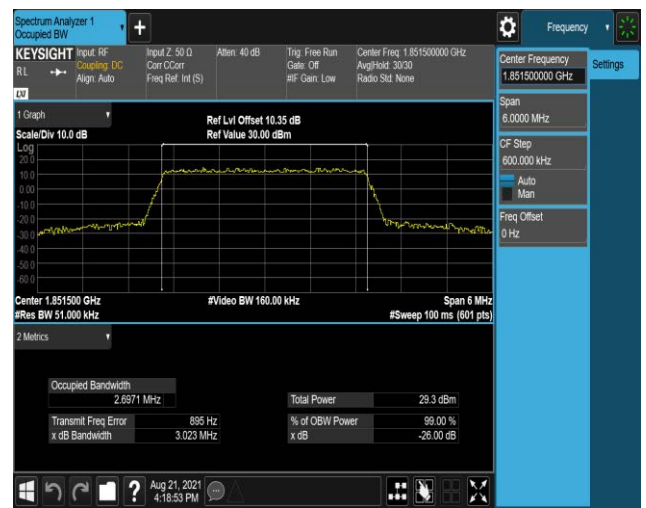 Spectrum Analyzer 1
Occupied BW
Frequency
KEYSIGHT
RL
LXI
Input: RF
Coupling: DC
Align: Auto
Input Z: 50 Ω
Corr CCorr
Freq Ref: Int (S)
Atten: 40 dB
Trig: Free Run
Gate: Off
#IF Gain: Low
Center Freq: 1.851500000 GHz
Avg|Hold: 30/30
Radio Std: None
Center Frequency
1.851500000 GHz
Settings
Span
6.0000 MHz
CF Step
600.000 kHz
Auto
Man
Freq Offset
0 Hz
1 Graph
Scale/Div 10.0 dB
Ref Lvl Offset 10.35 dB
Ref Value 30.00 dBm
Log
20.0
10.0
0.00
-10.0
-20.0
-30.0
-40.0
-50.0
-60.0
Center 1.851500 GHz
#Video BW 160.00 kHz
Span 6 MHz
#Res BW 51.000 kHz
#Sweep 100 ms (601 pts)
2 Metrics
Occupied Bandwidth
2.6971 MHz
Total Power 29.3 dBm
Transmit Freq Error 895 Hz
% of OBW Power 99.00 %
x dB Bandwidth 3.023 MHz
x dB -26.00 dB
?
Aug 21, 2021
4:18:53 PM